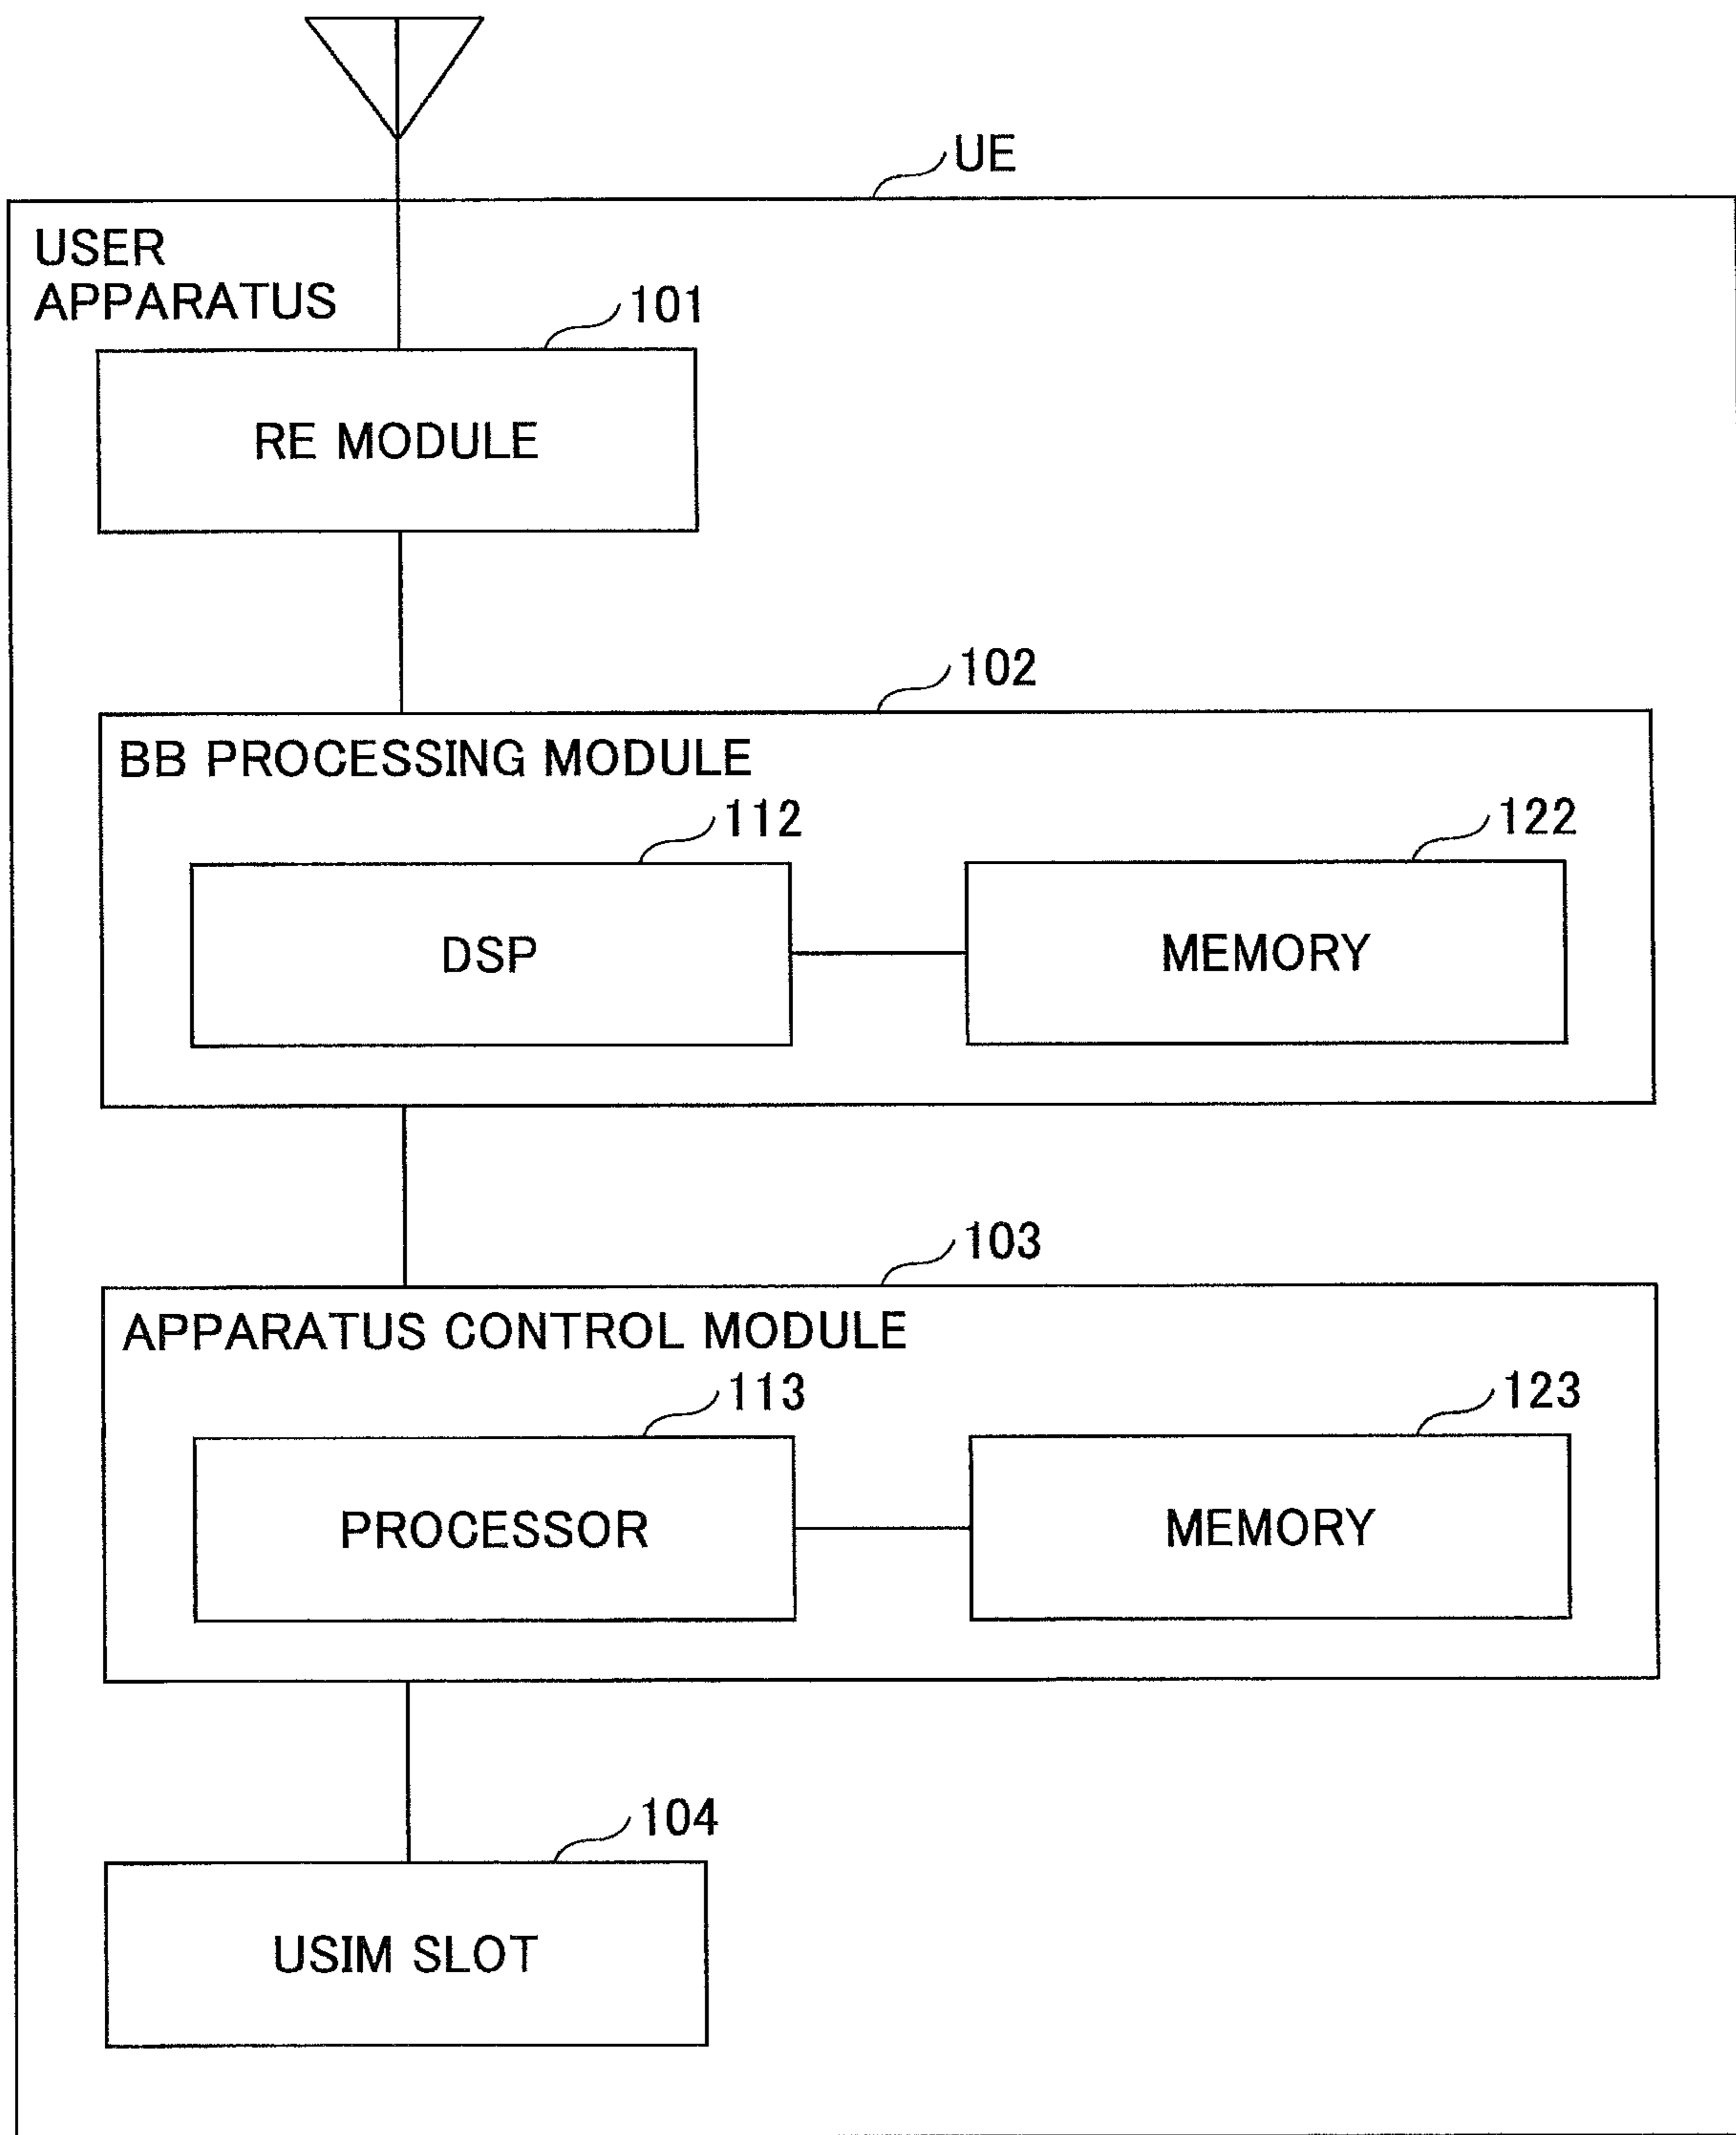 UE
USER
APPARATUS
101
RE MODULE
102
BB PROCESSING MODULE
112
122
DSP
MEMORY
103
APPARATUS CONTROL MODULE
113
123
PROCESSOR
MEMORY
104
USIM SLOT